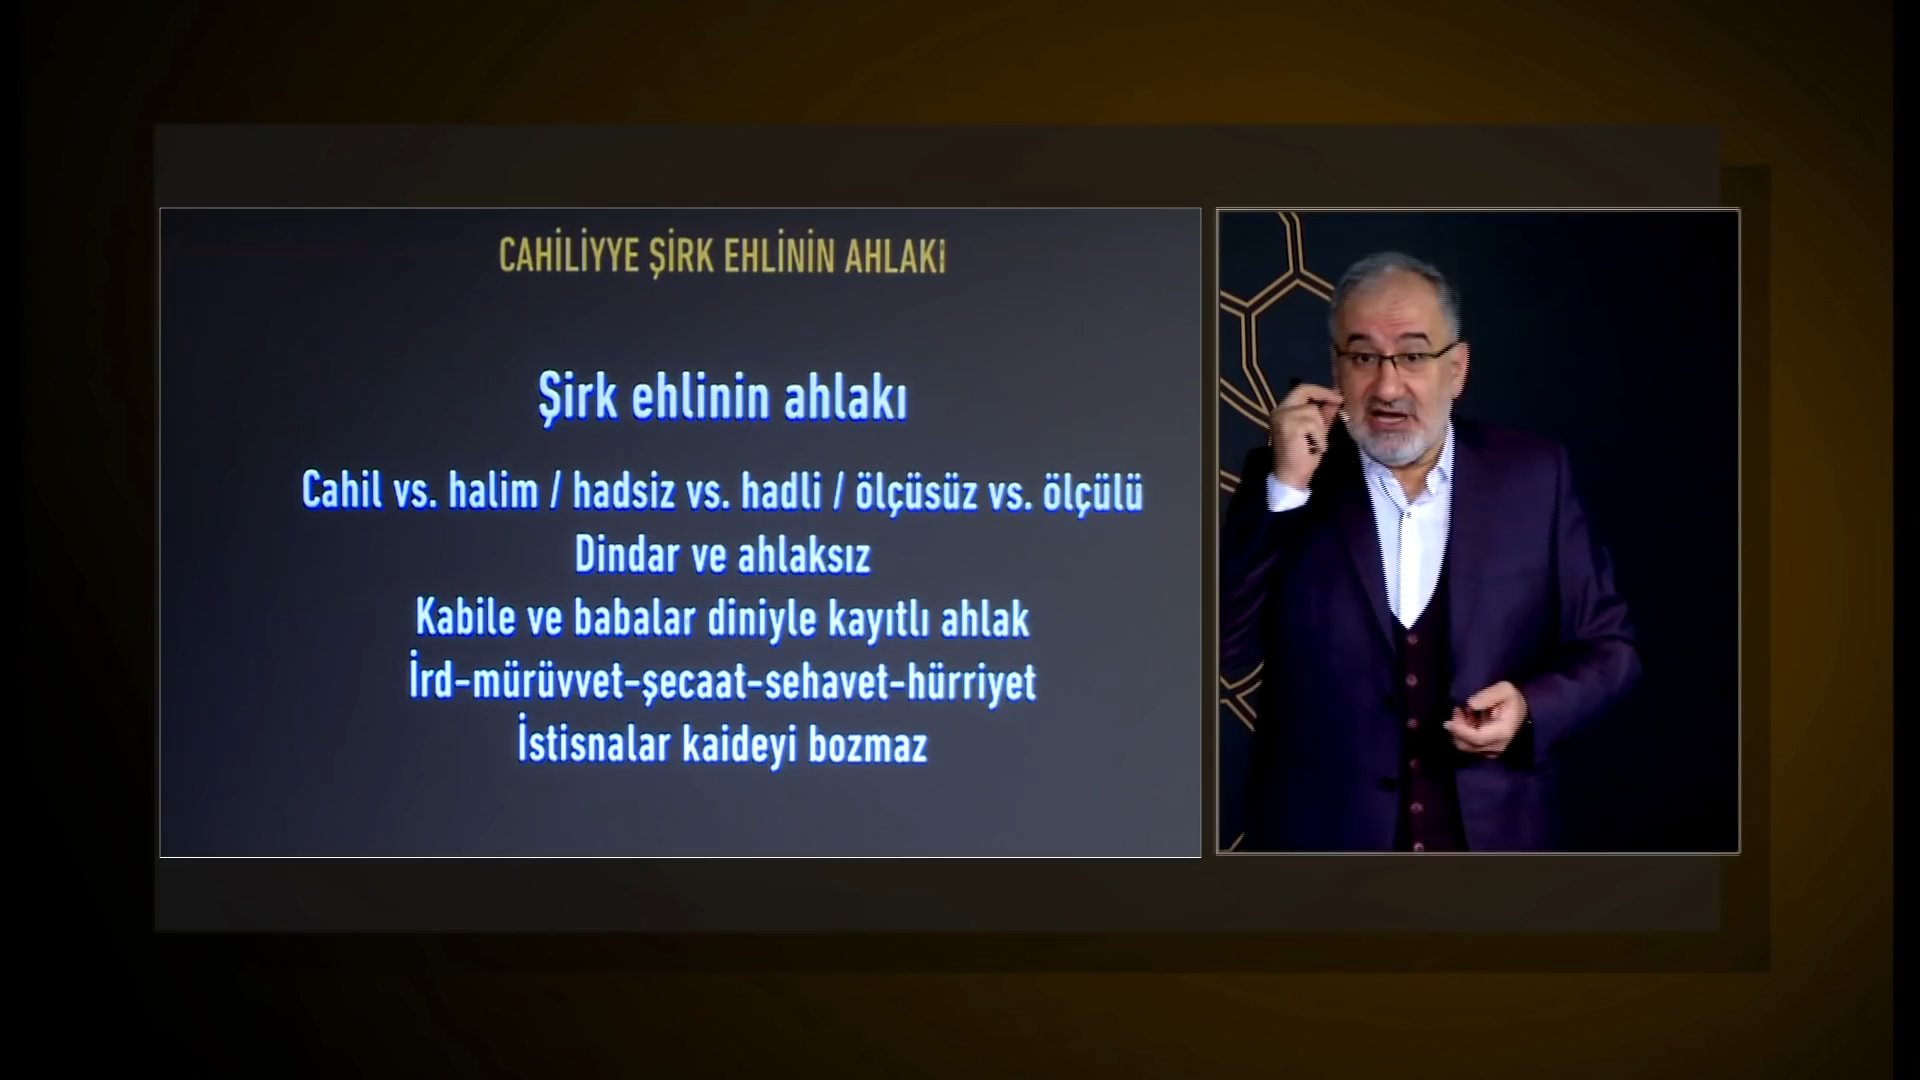 CAHİLİYYE ŞİRK EHLİNİN AHLAKI
Şirk ehlinin ahlakı
Cahil vs. halim / hadsiz vs. hadli / ölçüsüz vs. ölçülü
Dindar ve ahlaksız
Kabile ve babalar diniyle kayıtlı ahlak
İrd-mürüvvet-şecaat-sehavet-hürriyet
İstisnalar kaideyi bozmaz